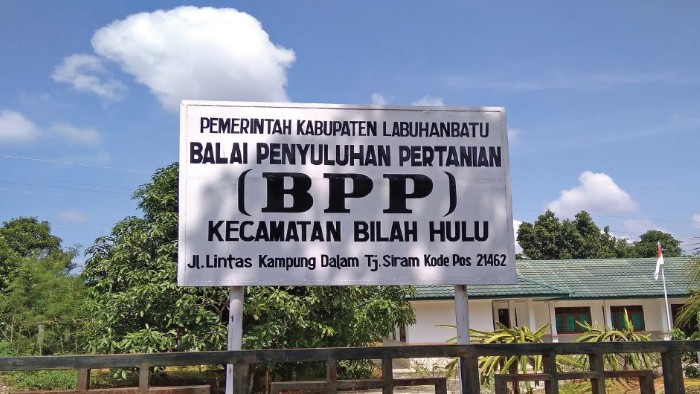 PEMERINTAH KABUPATEN LABUHANBATU
BALAI PENYULUHAN PERTANIAN
(BPP)
KECAMATAN BILAH HULU
Jl. Lintas Kampung Dalam Tj. Siram Kode Pos 21462